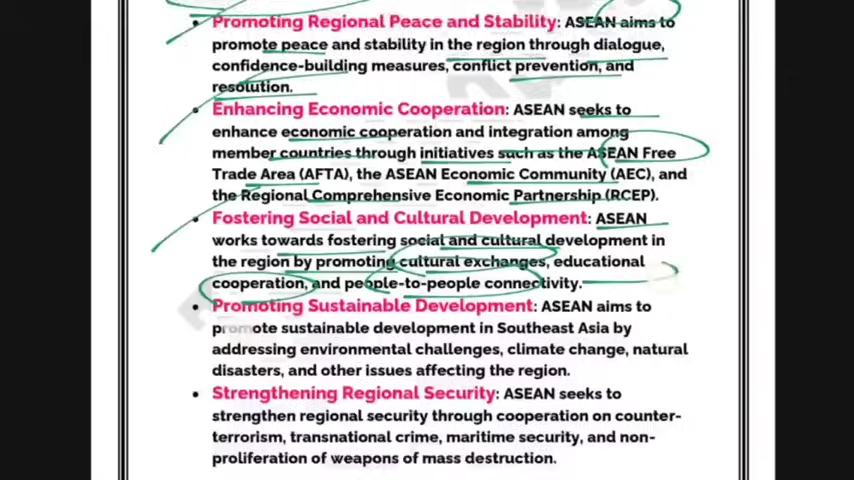 Promoting Regional Peace and Stability: ASEAN aims to
promote peace and stability in the region through dialogue,
confidence-building measures, conflict prevention, and
resolution.
Enhancing Economic Cooperation: ASEAN seeks to
enhance economic cooperation and integration among
member countries through initiatives such as the ASEAN Free
Trade Area (AFTA), the ASEAN Economic Community (AEC), and
the Regional Comprehensive Economic Partnership (RCEP).
Fostering Social and Cultural Development: ASEAN
works towards fostering social and cultural development in
the region by promoting cultural exchanges, educational
cooperation, and people-to-people connectivity.
Promoting Sustainable Development: ASEAN aims to
promote sustainable development in Southeast Asia by
addressing environmental challenges, climate change, natural
disasters, and other issues affecting the region.
Strengthening Regional Security: ASEAN seeks to
strengthen regional security through cooperation on counter-
terrorism, transnational crime, maritime security, and non-
proliferation of weapons of mass destruction.